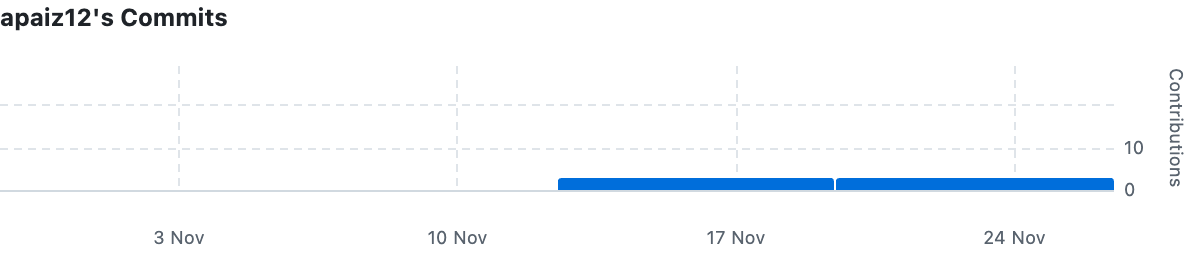 apaiz12's Commits
Contributions
10
0
3 Nov
10 Nov
17 Nov
24 Nov